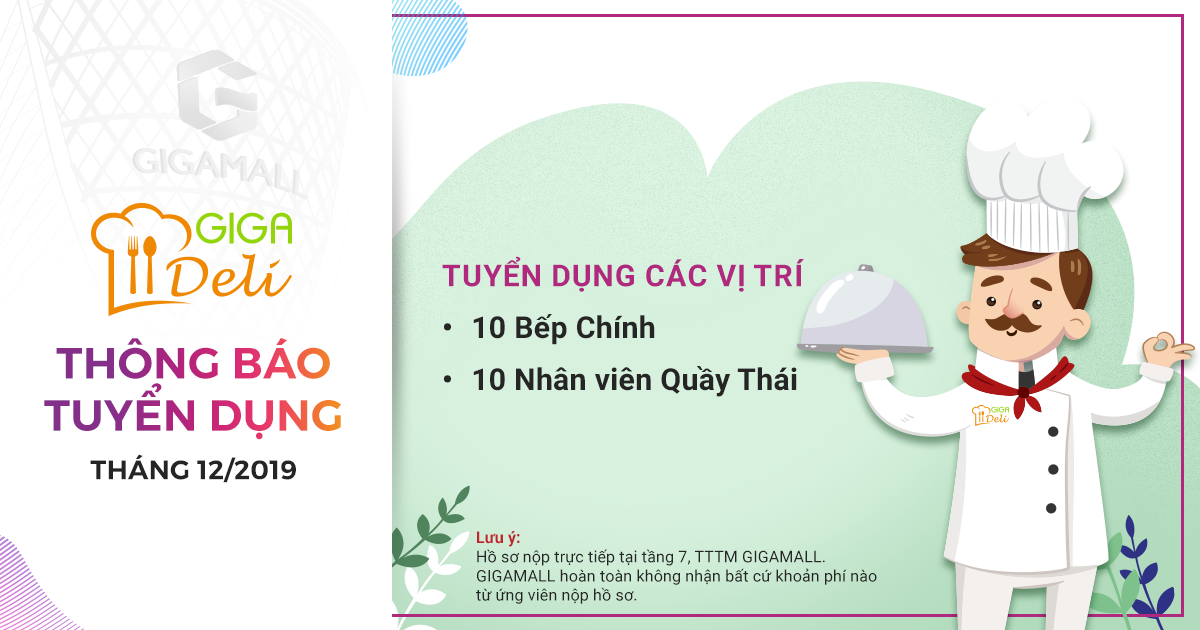 GIGAMALL
GIGA
Deli
THÔNG BÁO
TUYỂN DỤNG
THÁNG 12/2019
TUYỂN DỤNG CÁC VỊ TRÍ
• 10 Bếp Chính
• 10 Nhân viên Quầy Thái
GIGA
Deli
Lưu ý:
Hồ sơ nộp trực tiếp tại tầng 7, TTTM GIGAMALL.
GIGAMALL hoàn toàn không nhận bất cứ khoản phí nào
từ ứng viên nộp hồ sơ.